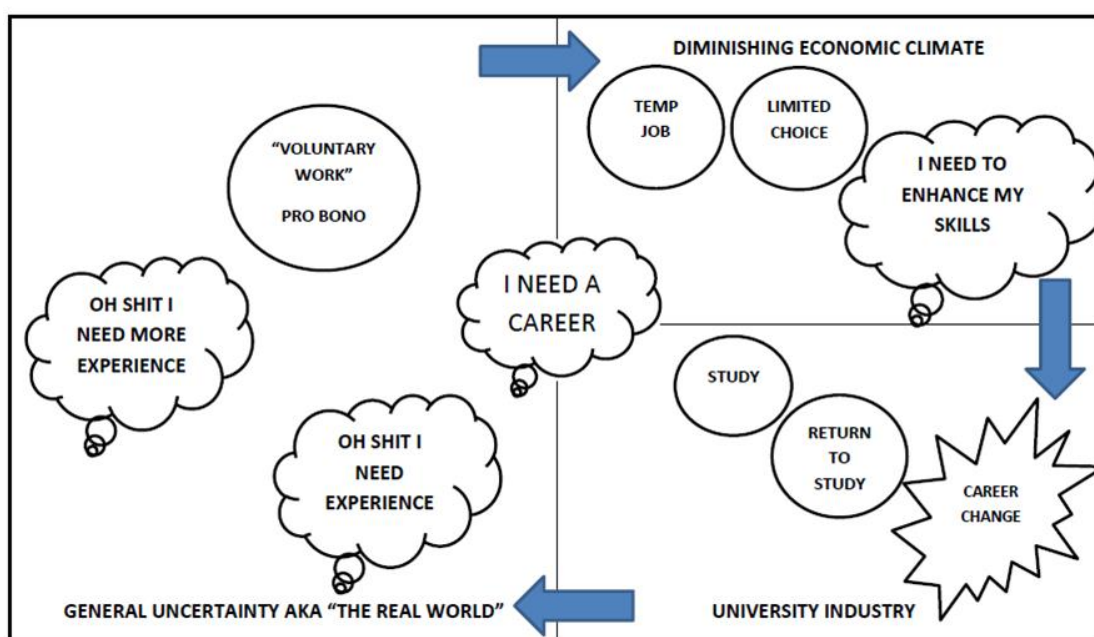 DIMINISHING ECONOMIC CLIMATE
TEMP
JOB
LIMITED
CHOICE
I NEED TO
ENHANCE MY
SKILLS
"VOLUNTARY
WORK"
PRO BONO
I NEED A
CAREER
OH SHIT I
NEED MORE
EXPERIENCE
STUDY
RETURN
TO
STUDY
CAREER
CHANGE
OH SHIT I
NEED
EXPERIENCE
GENERAL UNCERTAINTY AKA "THE REAL WORLD"
UNIVERSITY INDUSTRY